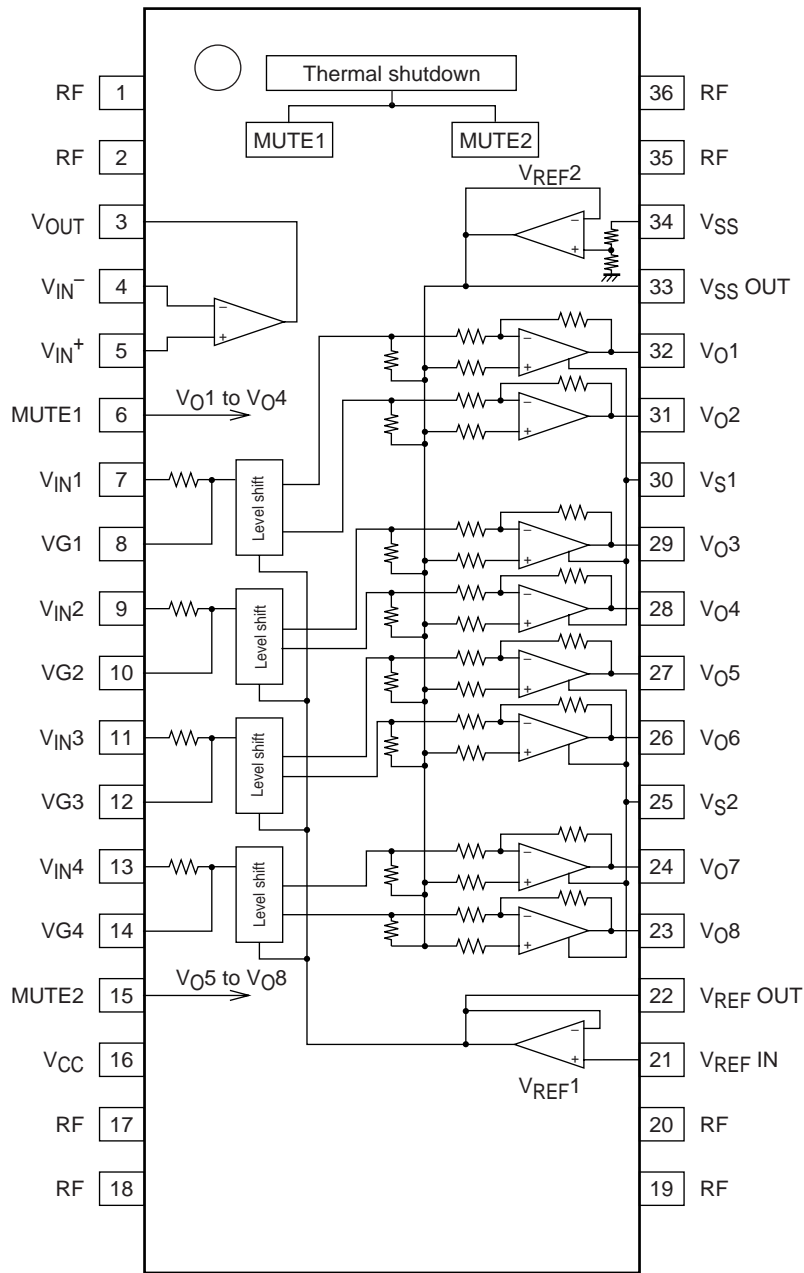 Thermal shutdown
MUTE1 MUTE2
RF 1
RF 2
VOUT 3
VIN− 4
VIN+ 5
MUTE1 6
VIN1 7
VG1 8
VIN2 9
VG2 10
VIN3 11
VG3 12
VIN4 13
VG4 14
MUTE2 15
VCC 16
RF 17
RF 18
VO1 to VO4
Level shift
Level shift
Level shift
Level shift
VO5 to VO8
VREF2
− +
− +
− +
− +
− +
− +
− +
− +
− +
− +
− +
VREF1
36 RF
35 RF
34 VSS
33 VSS OUT
32 VO1
31 VO2
30 VS1
29 VO3
28 VO4
27 VO5
26 VO6
25 VS2
24 VO7
23 VO8
22 VREF OUT
21 VREF IN
20 RF
19 RF